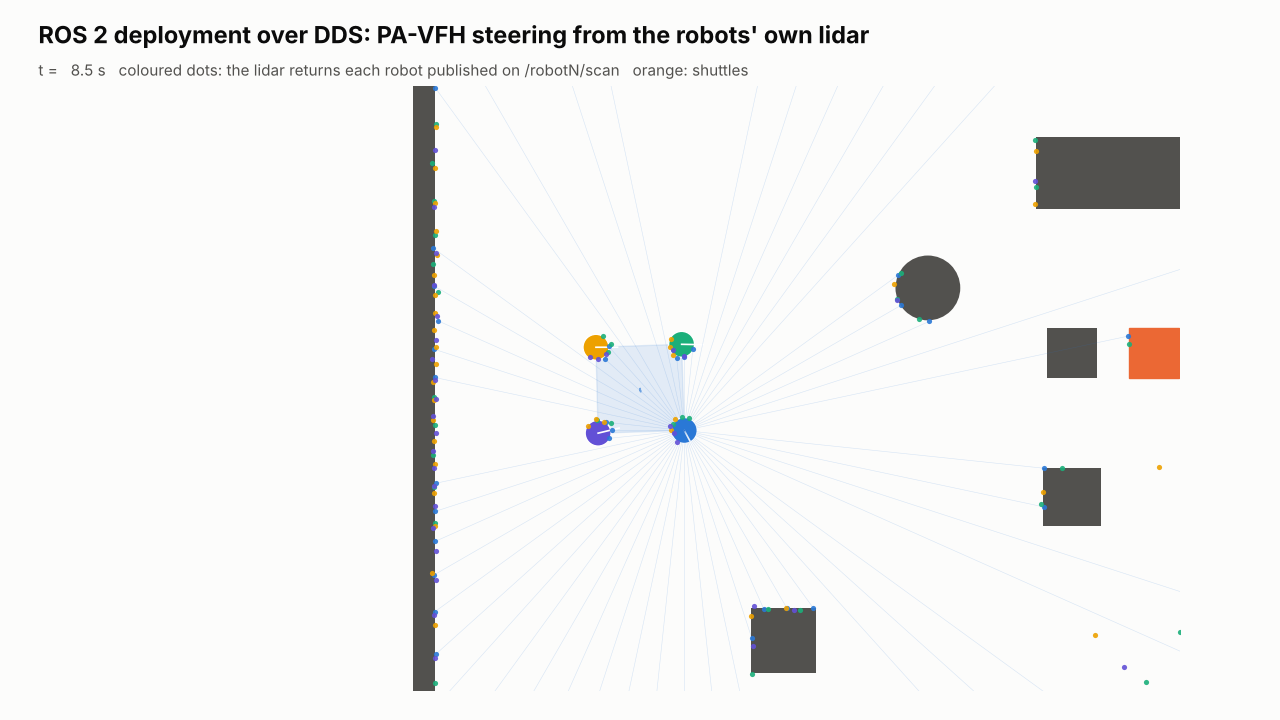 ROS 2 deployment over DDS: PA-VFH steering from the robots' own lidar
t =   8.5 s   coloured dots: the lidar returns each robot published on /robotN/scan   orange: shuttles